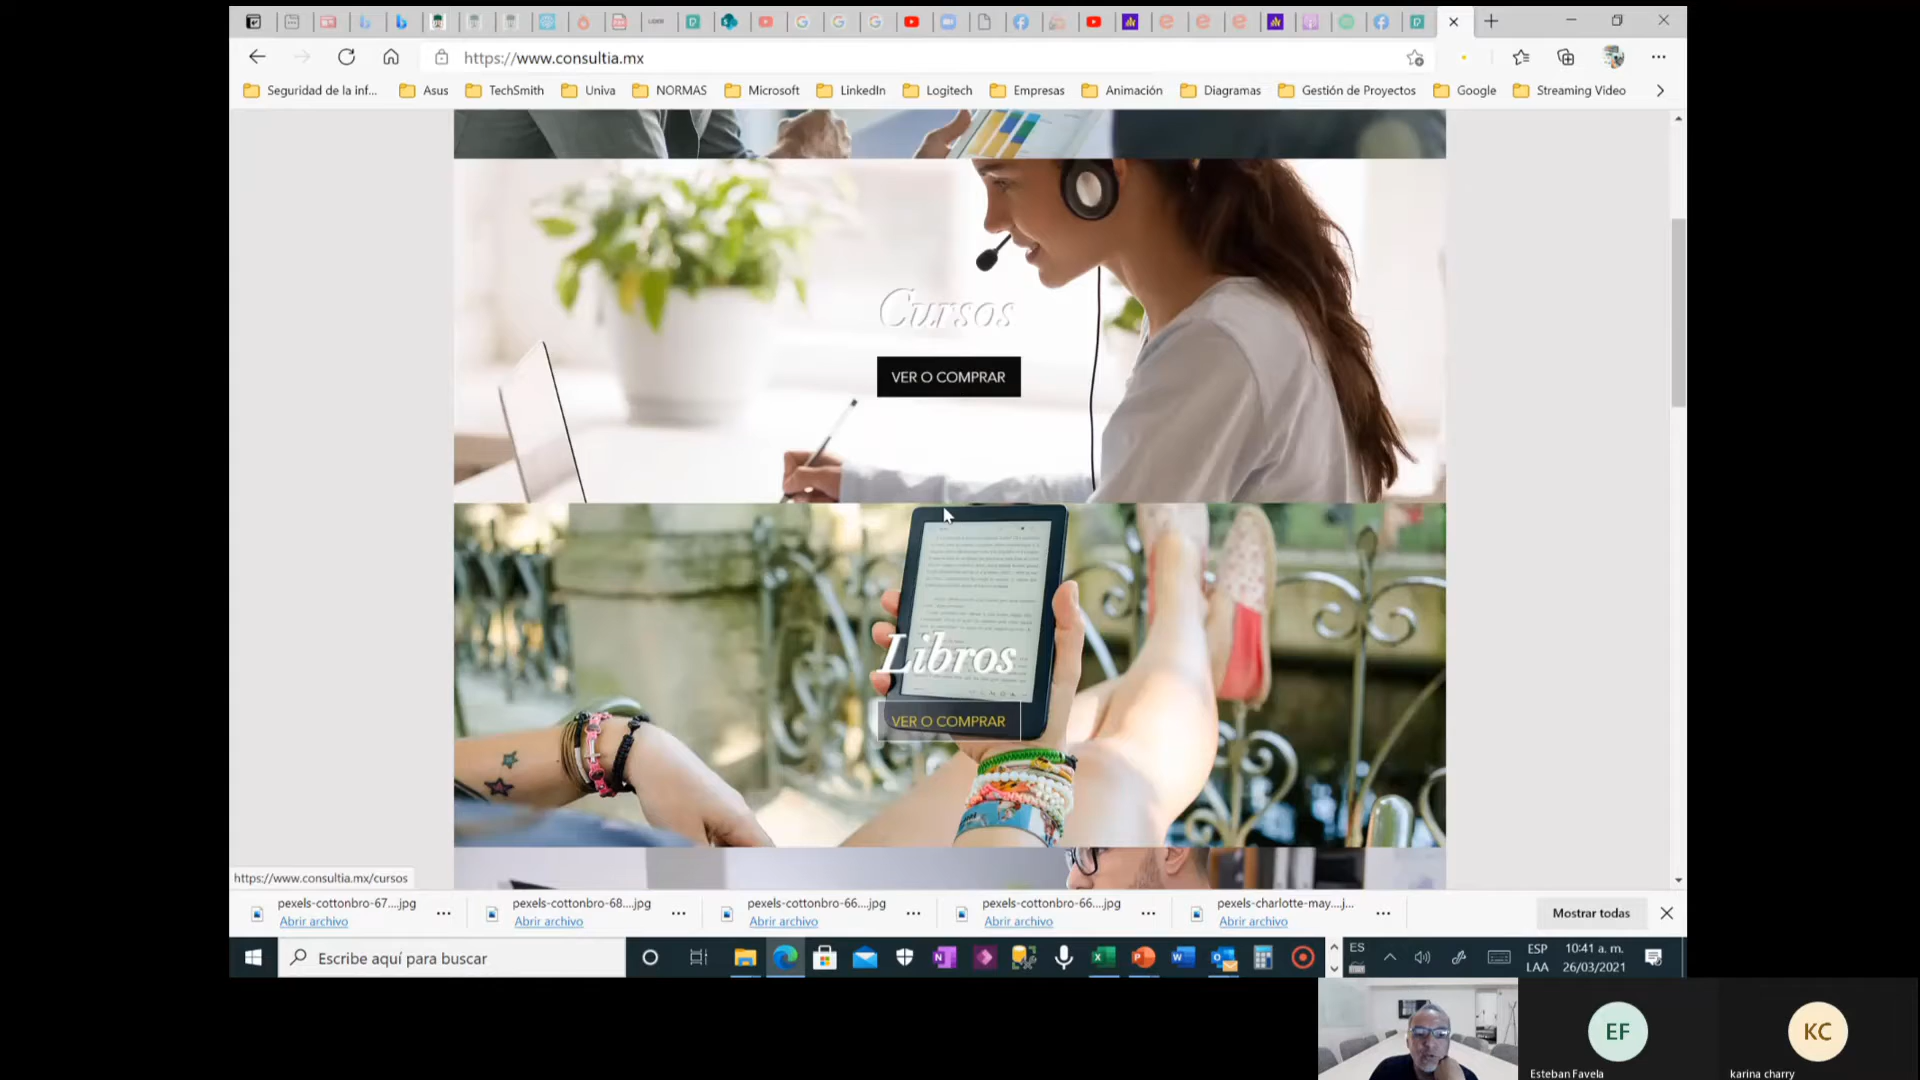 https://www.consultia.mx
Seguridad de la inf...
Asus
TechSmith
Univa
NORMAS
Microsoft
LinkedIn
Logitech
Empresas
Animación
Diagramas
Gestión de Proyectos
Google
Streaming Video
Cursos
VER O COMPRAR
Libros
VER O COMPRAR
https://www.consultia.mx/cursos
pexels-cottonbro-67....jpg
Abrir archivo
pexels-cottonbro-68....jpg
Abrir archivo
pexels-cottonbro-66....jpg
Abrir archivo
pexels-cottonbro-66....jpg
Abrir archivo
pexels-charlotte-may....j...
Abrir archivo
Mostrar todas
Escribe aquí para buscar
ES
ESP
LAA
10:41 a. m.
26/03/2021
EF
Esteban Favela
KC
karina charry